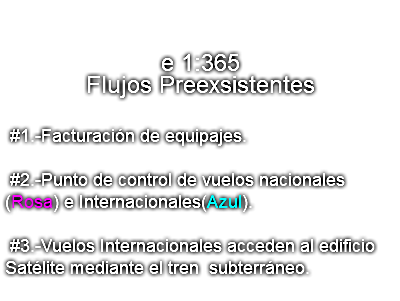 e 1:365
Flujos Preexsistentes
#1.-Facturación de equipajes.
#2.-Punto de control de vuelos nacionales
(Rosa) e Internacionales(Azul).
#3.-Vuelos Internacionales acceden al edificio
Satélite mediante el tren  subterráneo.